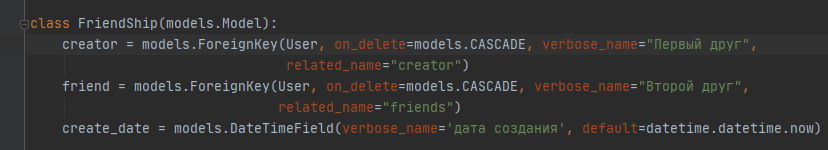 class FriendShip(models.Model):
creator = models.ForeignKey(User, on_delete=models.CASCADE, verbose_name="Первый друг",
related_name="creator")
friend = models.ForeignKey(User, on_delete=models.CASCADE, verbose_name="Второй друг",
related_name="friends")
create_date = models.DateTimeField(verbose_name='дата создания', default=datetime.datetime.now)